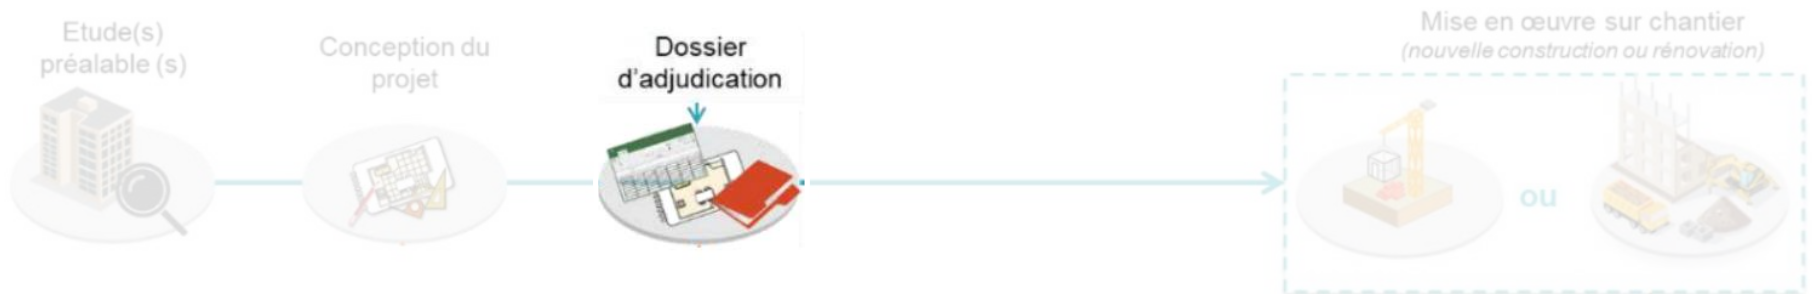 Etude(s)
préalable (s)
Conception du
projet
Dossier
d'adjudication
Mise en œuvre sur chantier
(nouvelle construction ou rénovation)
ou